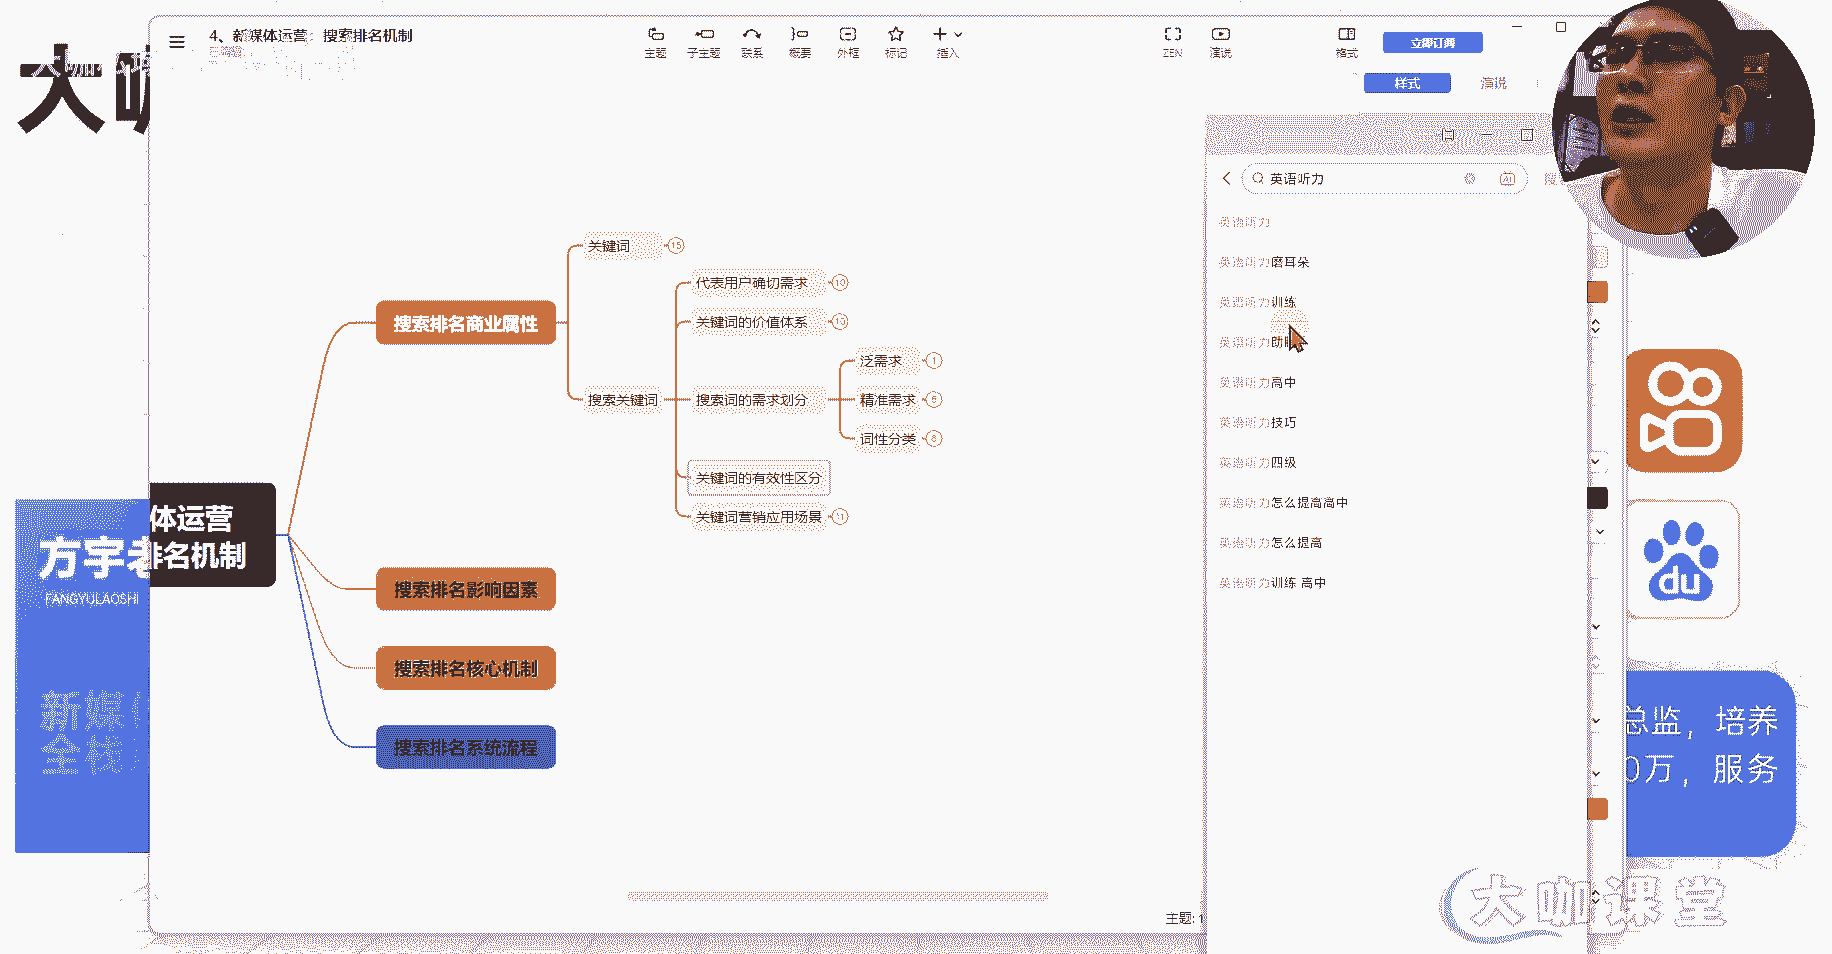 4、新媒体运营：搜索排名机制
主题
子主题
联系
概要
外框
标记
插入
ZEN
演说
格式
立即订阅
样式
演说
大咖
英语听力
英语听力
英语听力磨耳朵
英语听力训练
英语听力助眠
英语听力高中
英语听力技巧
英语听力四级
英语听力怎么提高高中
英语听力怎么提高
英语听力训练 高中
关键词 15
代表用户确切需求 10
搜索排名商业属性
关键词的价值体系 10
泛需求 1
搜索关键词
搜索词的需求划分
精准需求 6
词性分类 8
关键词的有效性区分
关键词营销应用场景 11
体运营
排名机制
搜索排名影响因素
搜索排名核心机制
搜索排名系统流程
方宇老
FANGYULAOSHI
新媒体
全栈
du
总监，培养
0万，服务
主题: 1
大咖课堂